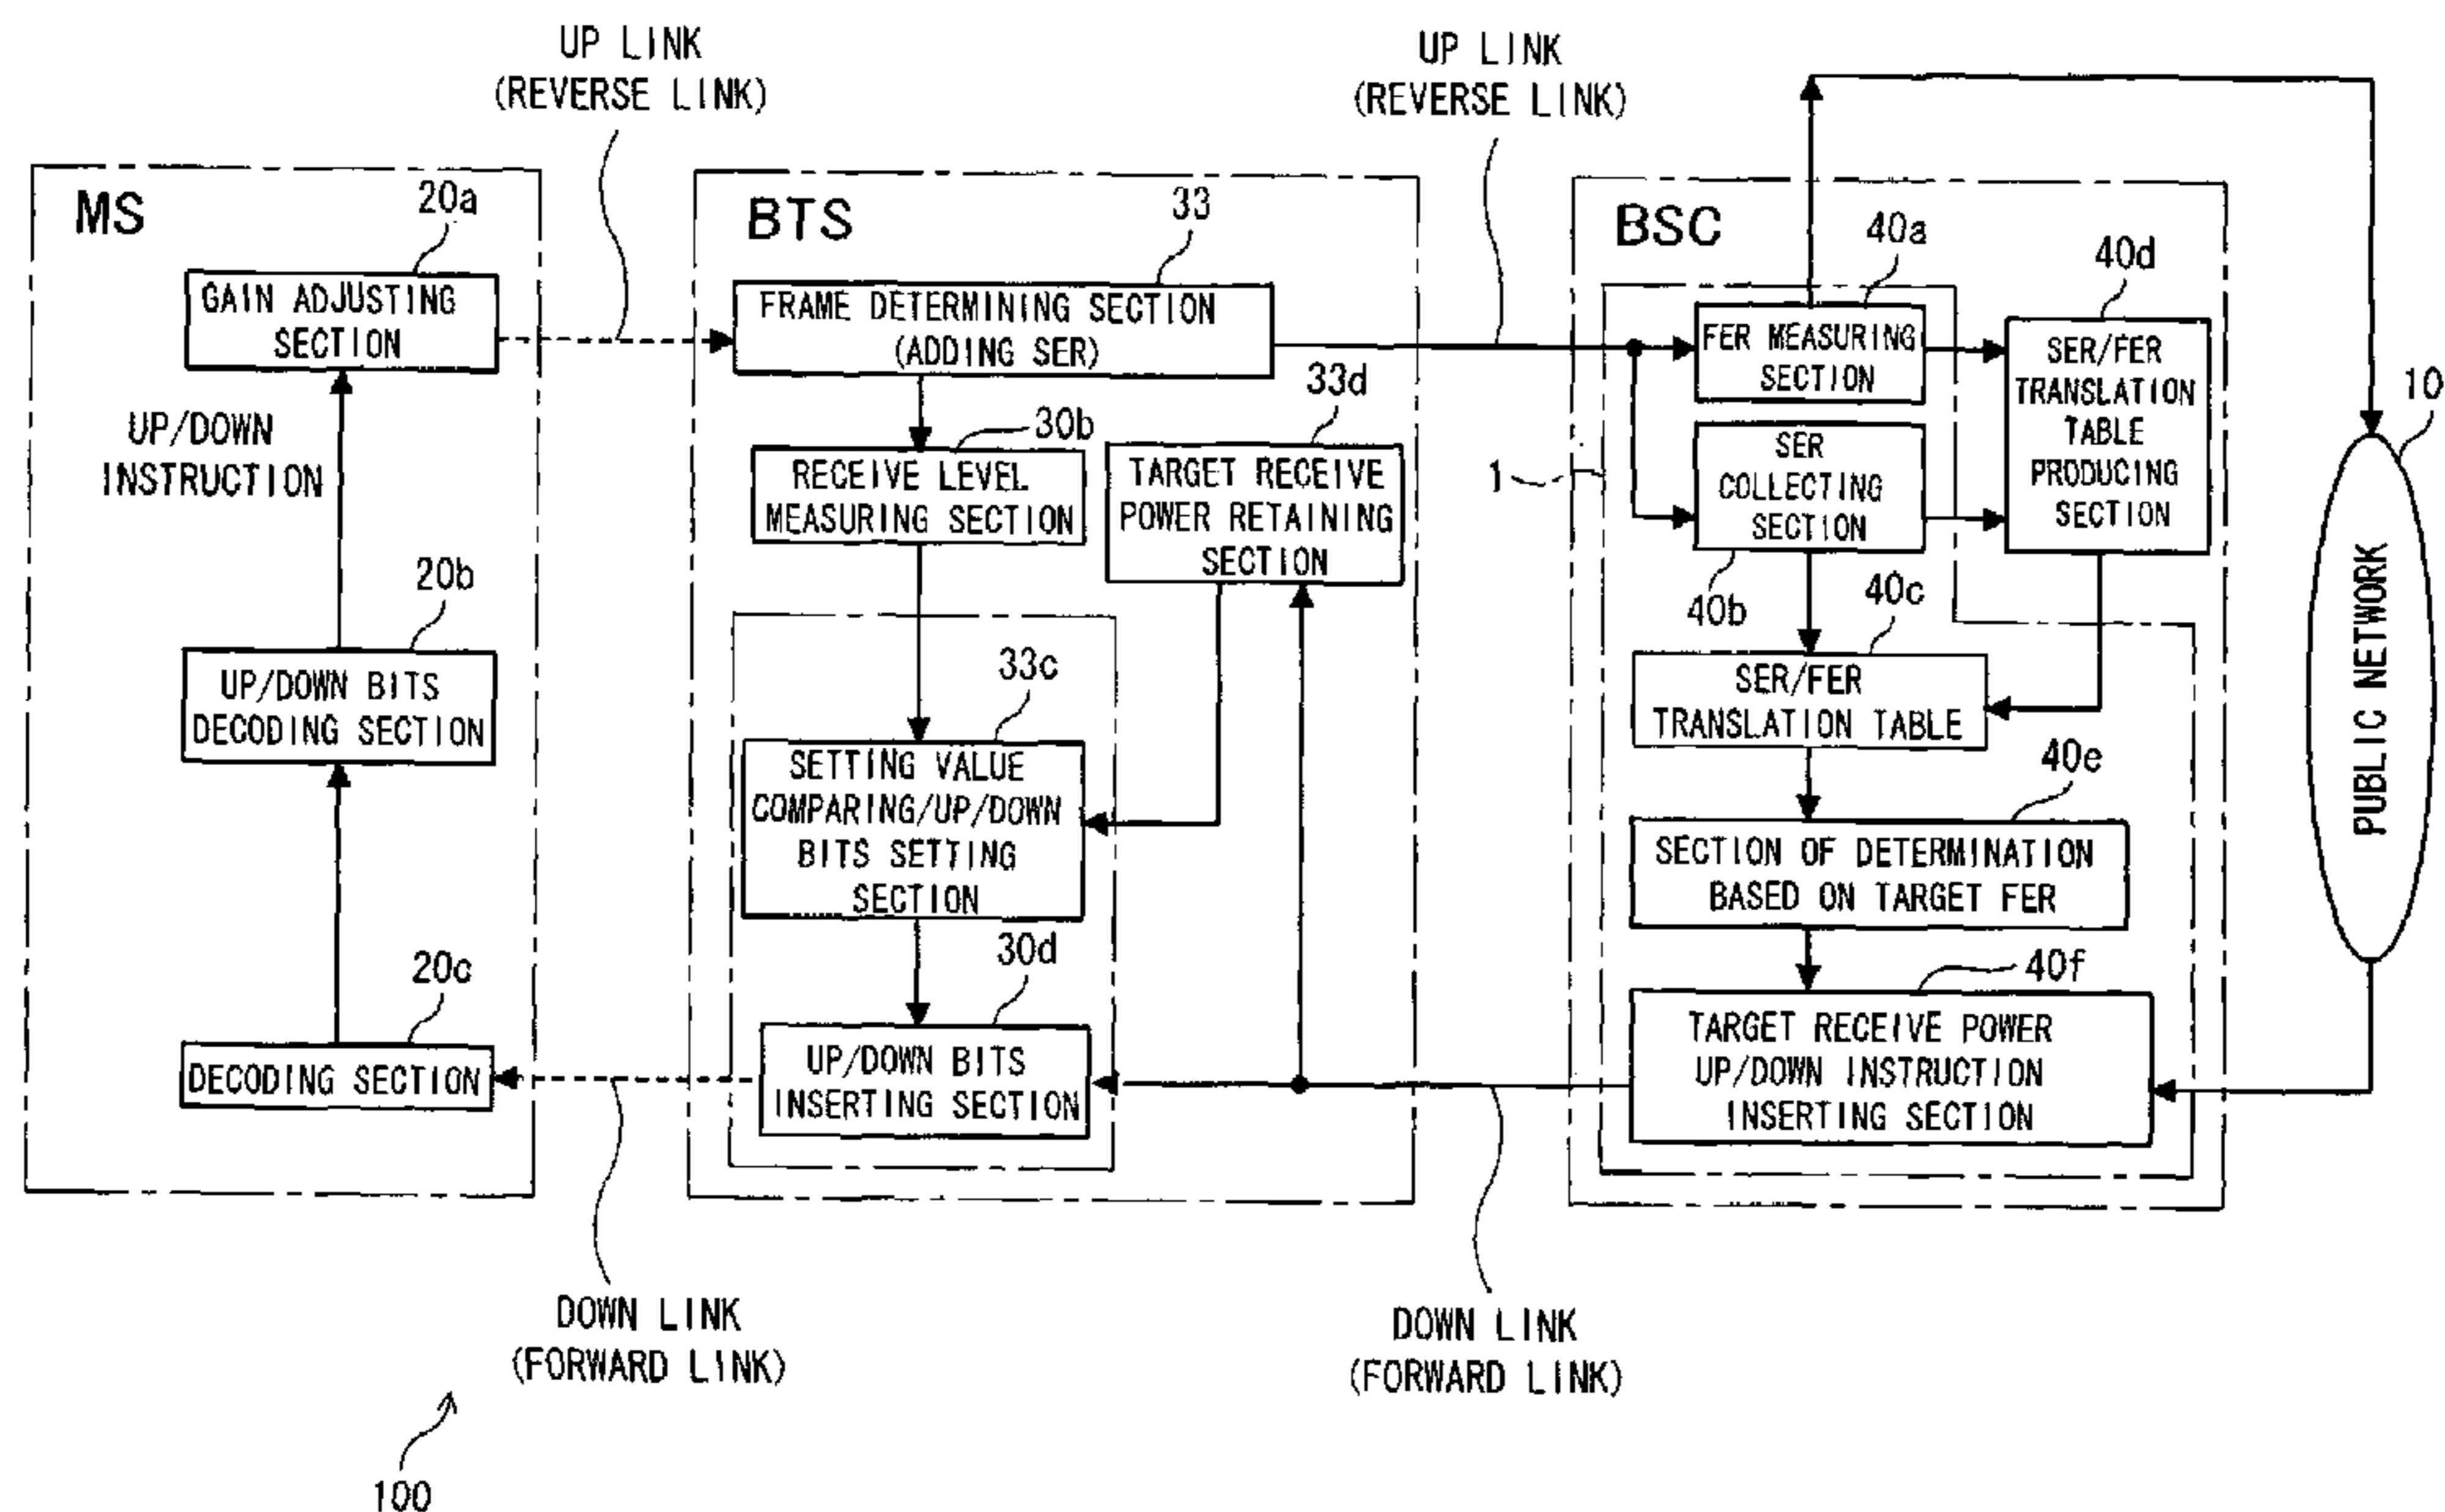 UP LINK
(REVERSE LINK)
UP LINK
(REVERSE LINK)
MS
20a
GAIN ADJUSTING
SECTION
UP/DOWN
INSTRUCTION
20b
UP/DOWN BITS
DECODING SECTION
20c
DECODING SECTION
BTS
33
FRAME DETERMINING SECTION
(ADDING SER)
30b
RECEIVE LEVEL
MEASURING SECTION
33d
TARGET RECEIVE
POWER RETAINING
SECTION
33c
SETTING VALUE
COMPARING/UP/DOWN
BITS SETTING
SECTION
30d
UP/DOWN BITS
INSERTING SECTION
BSC
40a
FER MEASURING
SECTION
40d
SER/FER
TRANSLATION
TABLE
PRODUCING
SECTION
1
SER
COLLECTING
SECTION
40b
40c
SER/FER
TRANSLATION TABLE
40e
SECTION OF DETERMINATION
BASED ON TARGET FER
40f
TARGET RECEIVE POWER
UP/DOWN INSTRUCTION
INSERTING SECTION
10
PUBLIC NETWORK
DOWN LINK
(FORWARD LINK)
DOWN LINK
(FORWARD LINK)
100